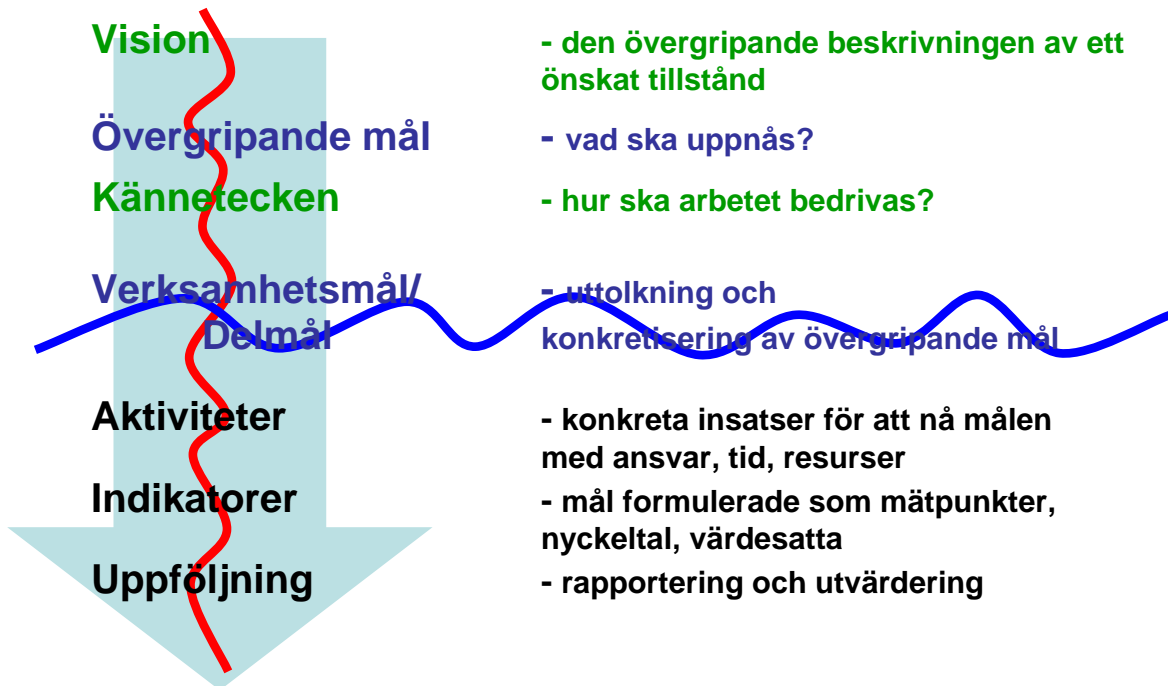 Vision
- den övergripande beskrivningen av ett
önskat tillstånd
Övergripande mål
- vad ska uppnås?
Kännetecken
- hur ska arbetet bedrivas?
Verksamhetsmål/
Delmål
- uttolkning och
konkretisering av övergripande mål
Aktiviteter
- konkreta insatser för att nå målen
med ansvar, tid, resurser
Indikatorer
- mål formulerade som mätpunkter,
nyckeltal, värdesatta
Uppföljning
- rapportering och utvärdering